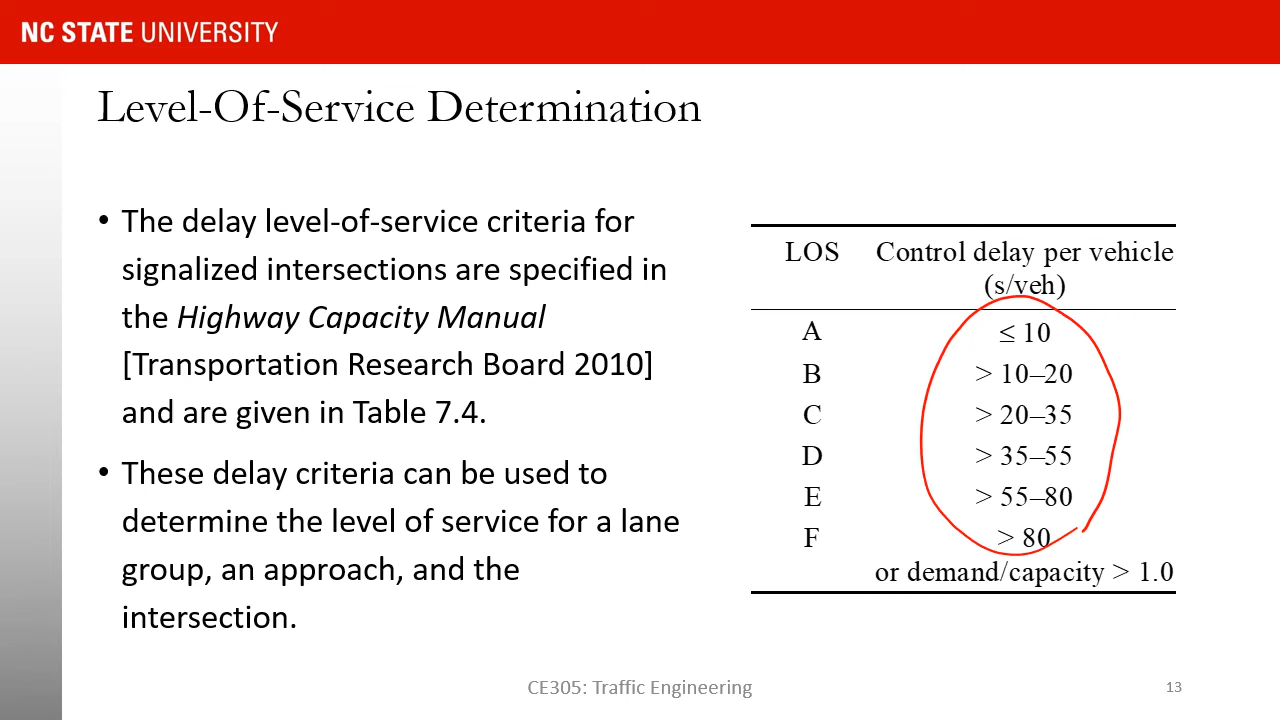 NC STATE UNIVERSITY
Level-Of-Service Determination
• The delay level-of-service criteria for
signalized intersections are specified in
the Highway Capacity Manual
[Transportation Research Board 2010]
and are given in Table 7.4.
• These delay criteria can be used to
determine the level of service for a lane
group, an approach, and the
intersection.
LOS Control delay per vehicle
(s/veh)
A ≤ 10
B > 10–20
C > 20–35
D > 35–55
E > 55–80
F > 80
or demand/capacity > 1.0
CE305: Traffic Engineering
13